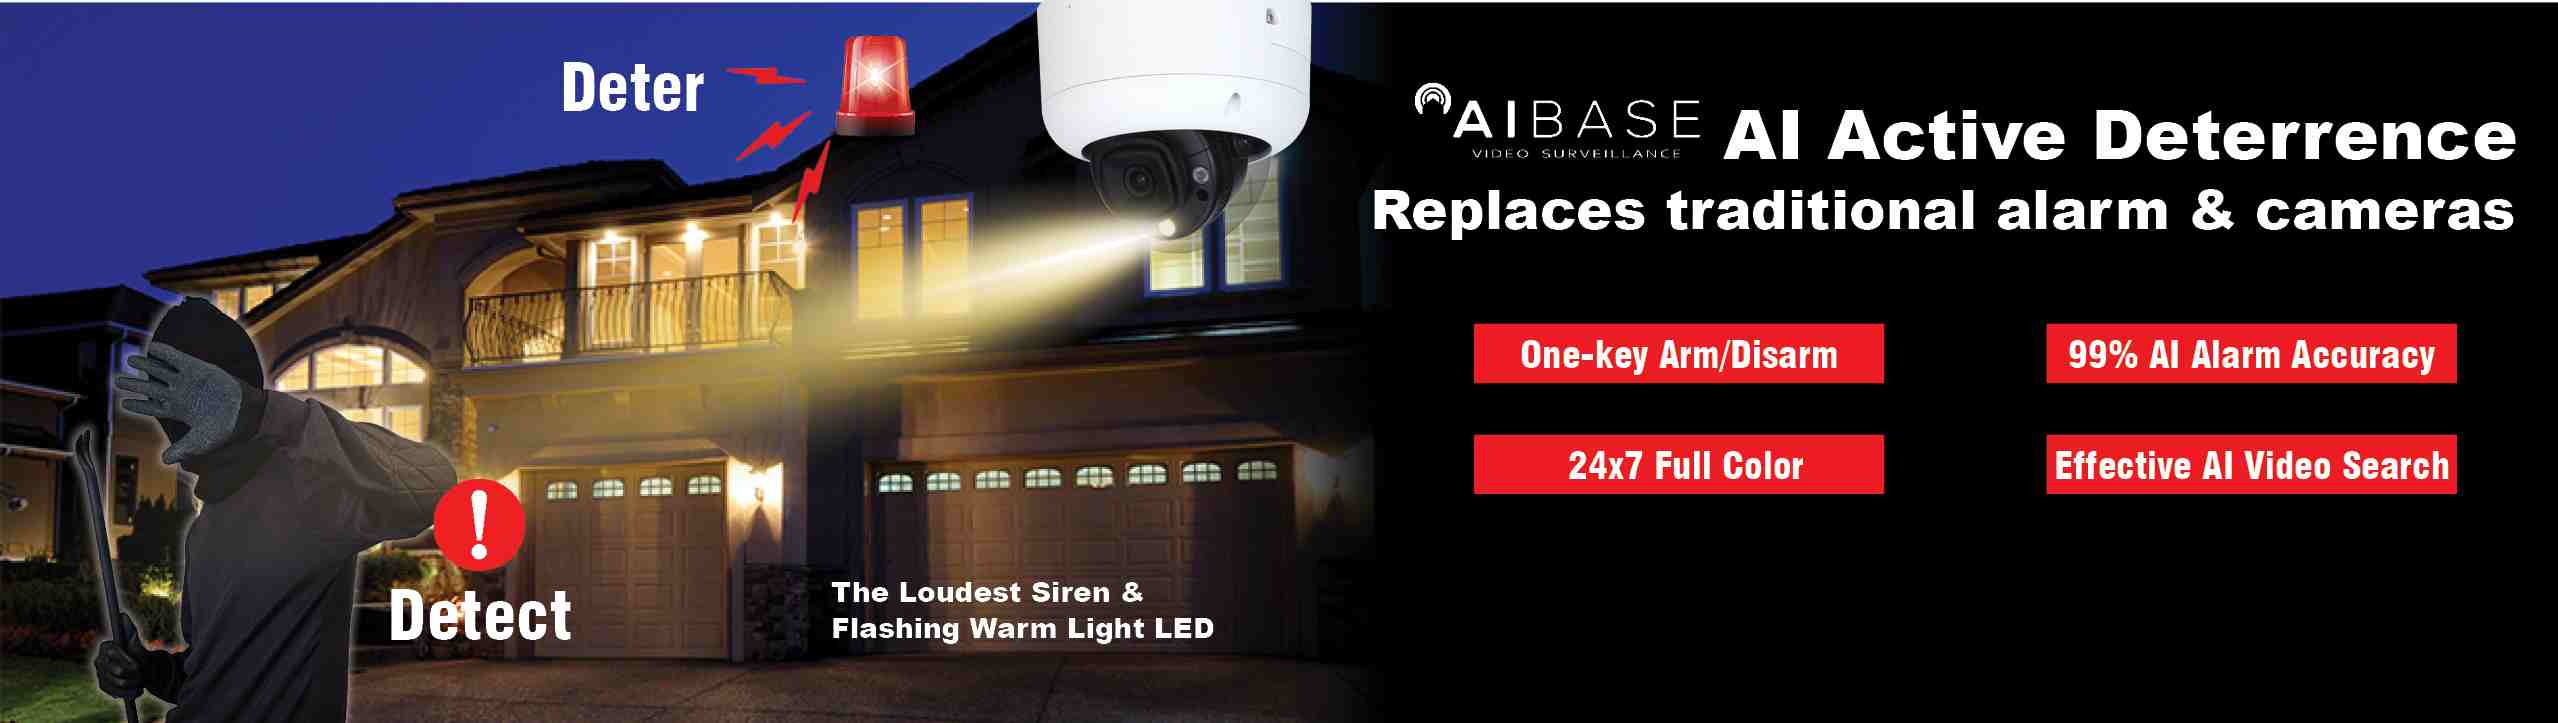 Deter
Detect
The Loudest Siren &
Flashing Warm Light LED
AIBASE
VIDEO SURVEILLANCE
AI Active Deterrence
Replaces traditional alarm & cameras
One-key Arm/Disarm
99% AI Alarm Accuracy
24x7 Full Color
Effective AI Video Search